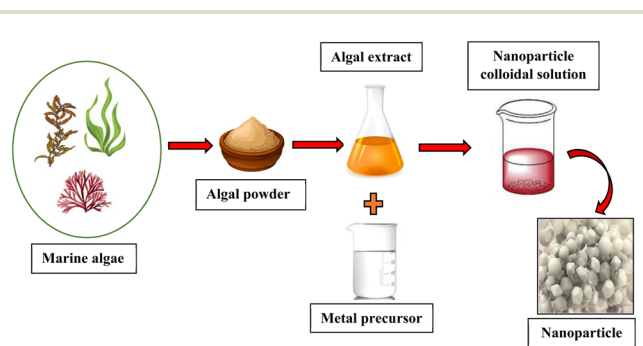 Algal extract
Nanoparticle
colloidal solution
Algal powder
Marine algae
Metal precursor
Nanoparticle